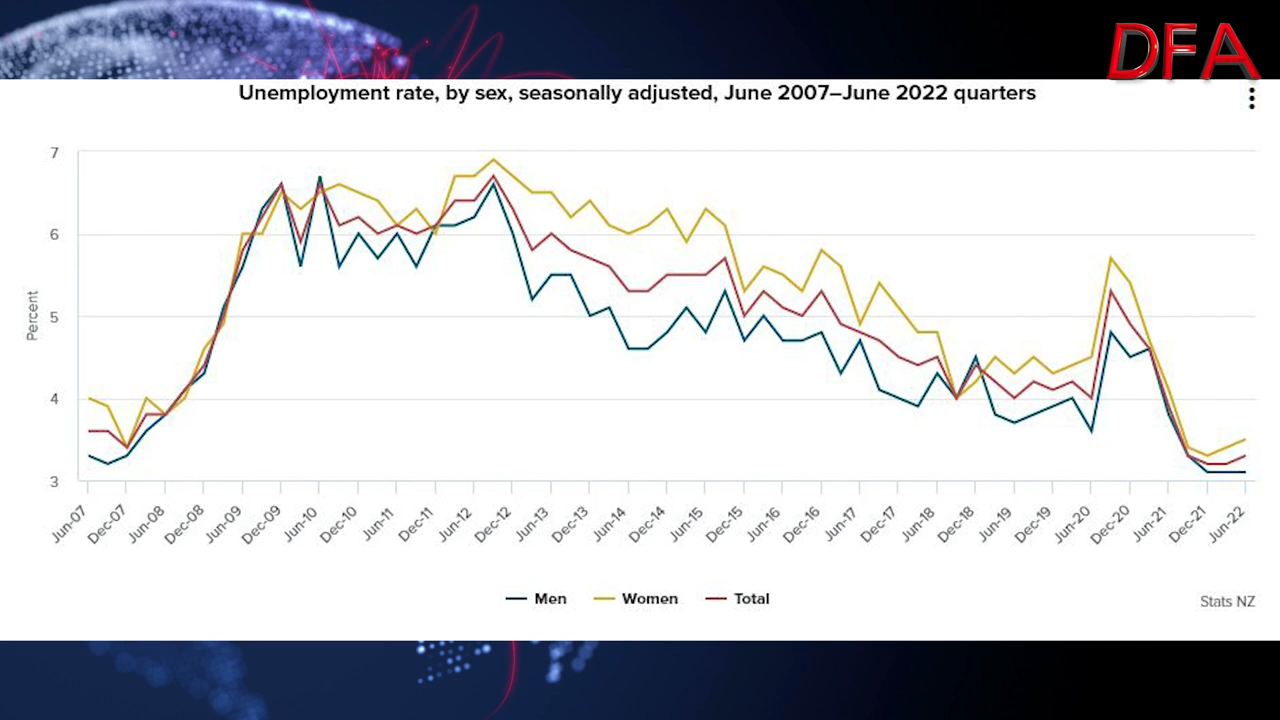 DFA
Unemployment rate, by sex, seasonally adjusted, June 2007–June 2022 quarters
7
6
5
4
3
Percent
Jun-07
Dec-07
Jun-08
Dec-08
Jun-09
Dec-09
Jun-10
Dec-10
Jun-11
Dec-11
Jun-12
Dec-12
Jun-13
Dec-13
Jun-14
Dec-14
Jun-15
Dec-15
Jun-16
Dec-16
Jun-17
Dec-17
Jun-18
Dec-18
Jun-19
Dec-19
Jun-20
Dec-20
Jun-21
Dec-21
Jun-22
Men Women Total
Stats NZ